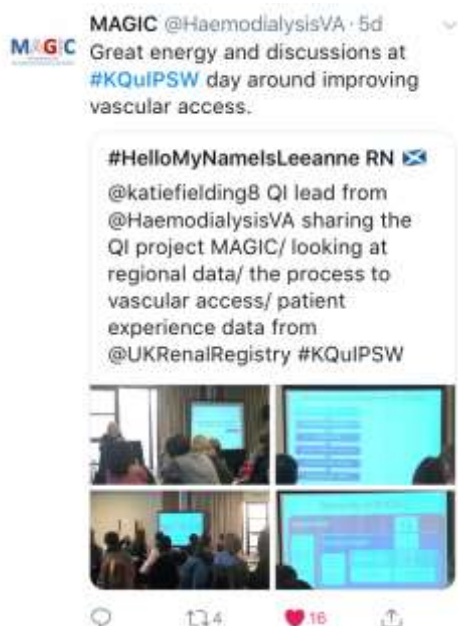 MAGIC @HaemodialysisVA · 5d
MAGIC
Great energy and discussions at
#KQuIPSW day around improving
vascular access.
#HelloMyNameIsLeeanne RN
@katiefielding8 QI lead from
@HaemodialysisVA sharing the
QI project MAGIC/ looking at
regional data/ the process to
vascular access/ patient
experience data from
@UKRenalRegistry #KQuIPSW
4
16